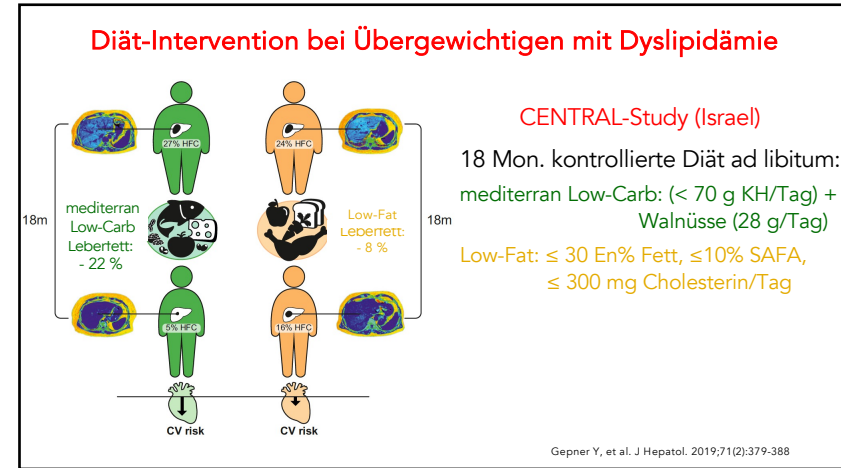 Diät-Intervention bei Übergewichtigen mit Dyslipidämie
27% HFC
24% HFC
18m
mediterran
Low-Carb
Leberfett:
- 22 %
Low-Fat
Leberfett:
- 8 %
18m
5% HFC
16% HFC
CV risk
CV risk
CENTRAL-Study (Israel)
18 Mon. kontrollierte Diät ad libitum:
mediterran Low-Carb: (< 70 g KH/Tag) +
Walnüsse (28 g/Tag)
Low-Fat: ≤ 30 En% Fett, ≤10% SAFA,
≤ 300 mg Cholesterin/Tag
Gepner Y, et al. J Hepatol. 2019;71(2):379-388